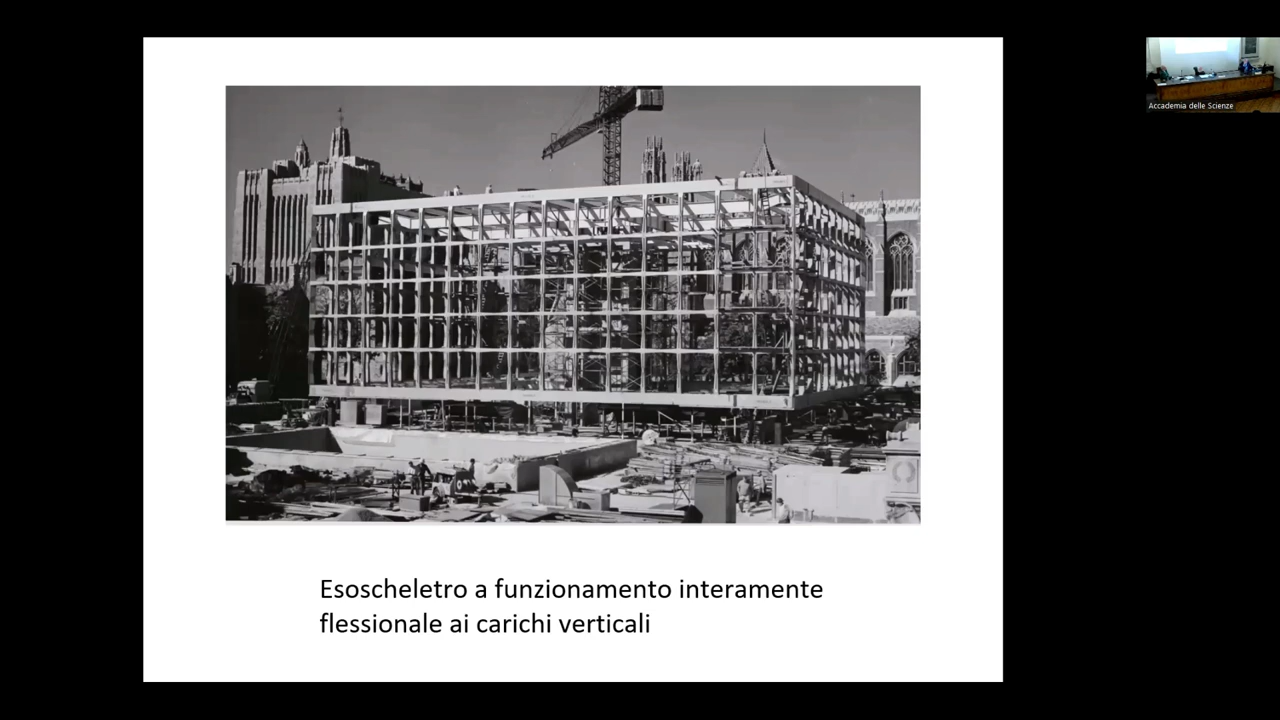 Accademia delle Scienze
Esoscheletro a funzionamento interamente
flessionale ai carichi verticali